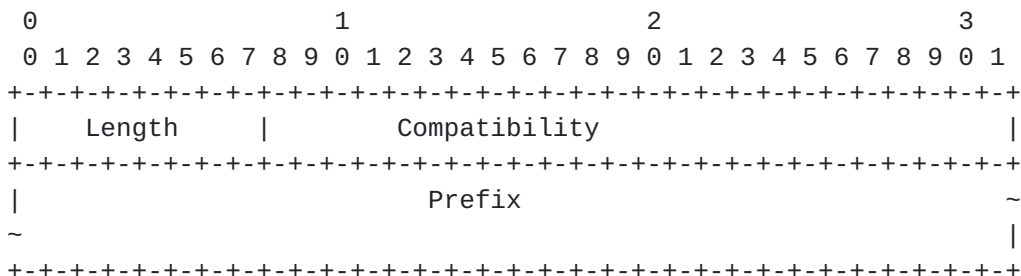 0                   1                   2                   3
 0 1 2 3 4 5 6 7 8 9 0 1 2 3 4 5 6 7 8 9 0 1 2 3 4 5 6 7 8 9 0 1
+-+-+-+-+-+-+-+-+-+-+-+-+-+-+-+-+-+-+-+-+-+-+-+-+-+-+-+-+-+-+-+-+
|    Length     |        Compatibility                          |
+-+-+-+-+-+-+-+-+-+-+-+-+-+-+-+-+-+-+-+-+-+-+-+-+-+-+-+-+-+-+-+-+
|                          Prefix                               ~
~                                                               |
+-+-+-+-+-+-+-+-+-+-+-+-+-+-+-+-+-+-+-+-+-+-+-+-+-+-+-+-+-+-+-+-+